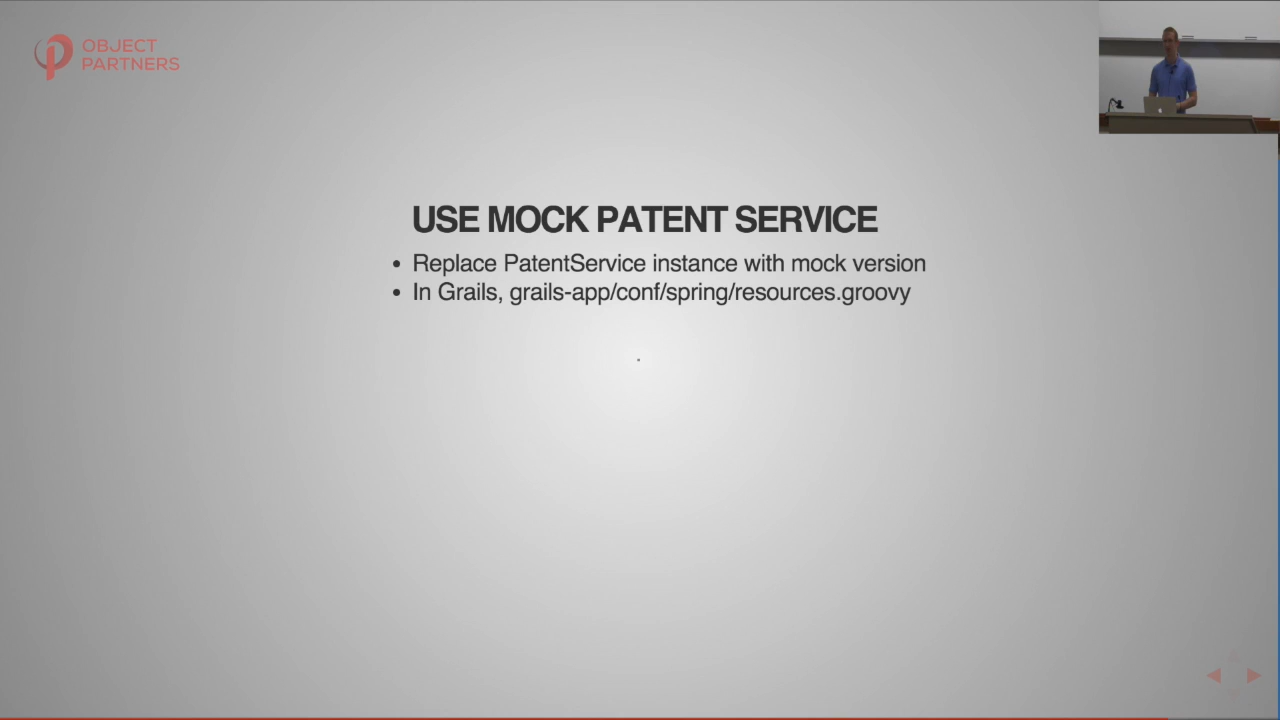 OBJECT
PARTNERS
USE MOCK PATENT SERVICE
• Replace PatentService instance with mock version
• In Grails, grails-app/conf/spring/resources.groovy